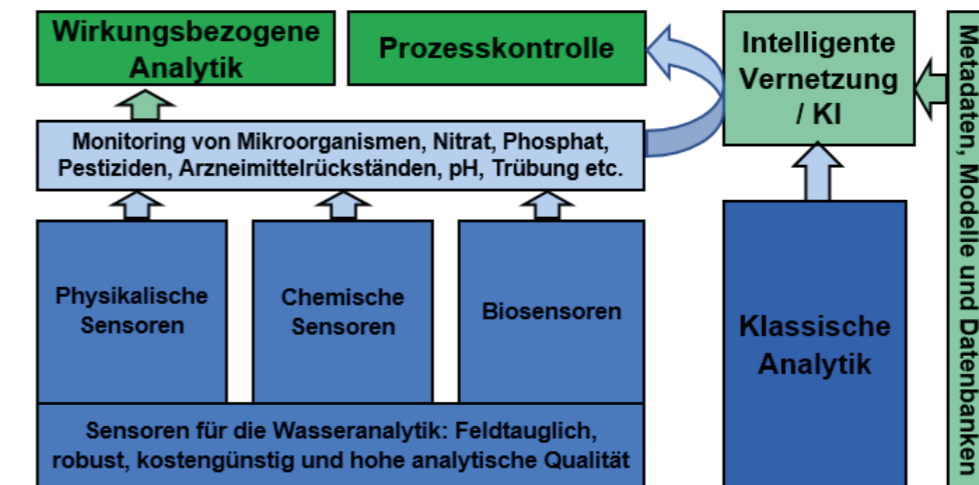 Wirkungsbezogene
Analytik
Prozesskontrolle
Intelligente
Vernetzung
/ KI
Metadaten, Modelle und Datenbanken
Monitoring von Mikroorganismen, Nitrat, Phosphat,
Pestiziden, Arzneimittelrückständen, pH, Trübung etc.
Physikalische
Sensoren
Chemische
Sensoren
Biosensoren
Klassische
Analytik
Sensoren für die Wasseranalytik: Feldtauglich,
robust, kostengünstig und hohe analytische Qualität